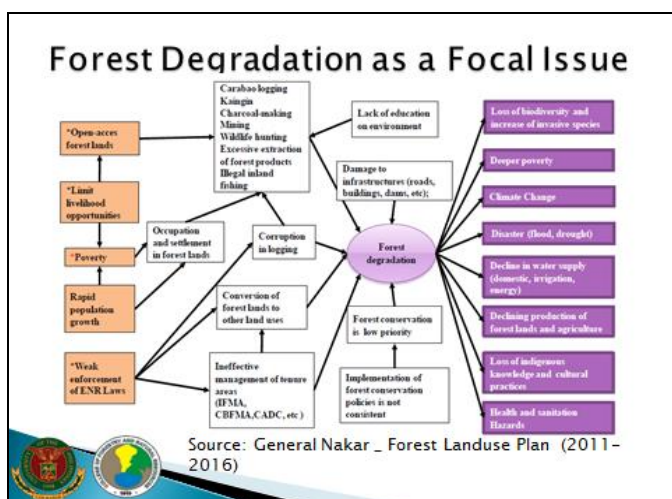 Forest Degradation as a Focal Issue
*Open-acces
forest lands
*Limit
livelihood
opportunities
*Poverty
Rapid
population
growth
*Weak
enforcement
of ENR Laws
Carabao logging
Kaingin
Charcoal-making
Mining
Wildlife hunting
Excessive extraction
of forest products
Illegal inland
fishing
Occupation
and settlement
in forest lands
Corruption
in logging
Conversion of
forest lands to
other land uses
Ineffective
management of tenure
areas
(IFMA,
CBFMA,CADC, etc )
Lack of education
on environment
Damage to
infrastructures (roads,
buildings, dams, etc);
Forest
degradation
Forest conservation
is low priority
Implementation of
forest conservation
policies is not
consistent
Loss of biodiversity and
increase of invasive species
Deeper poverty
Climate Change
Disaster (flood, drought)
Decline in water supply
(domestic, irrigation,
energy)
Declining production of
forest lands and agriculture
Loss of indigenous
knowledge and cultural
practices
Health and sanitation
Hazards
Source: General Nakar _ Forest Landuse Plan (2011-
2016)